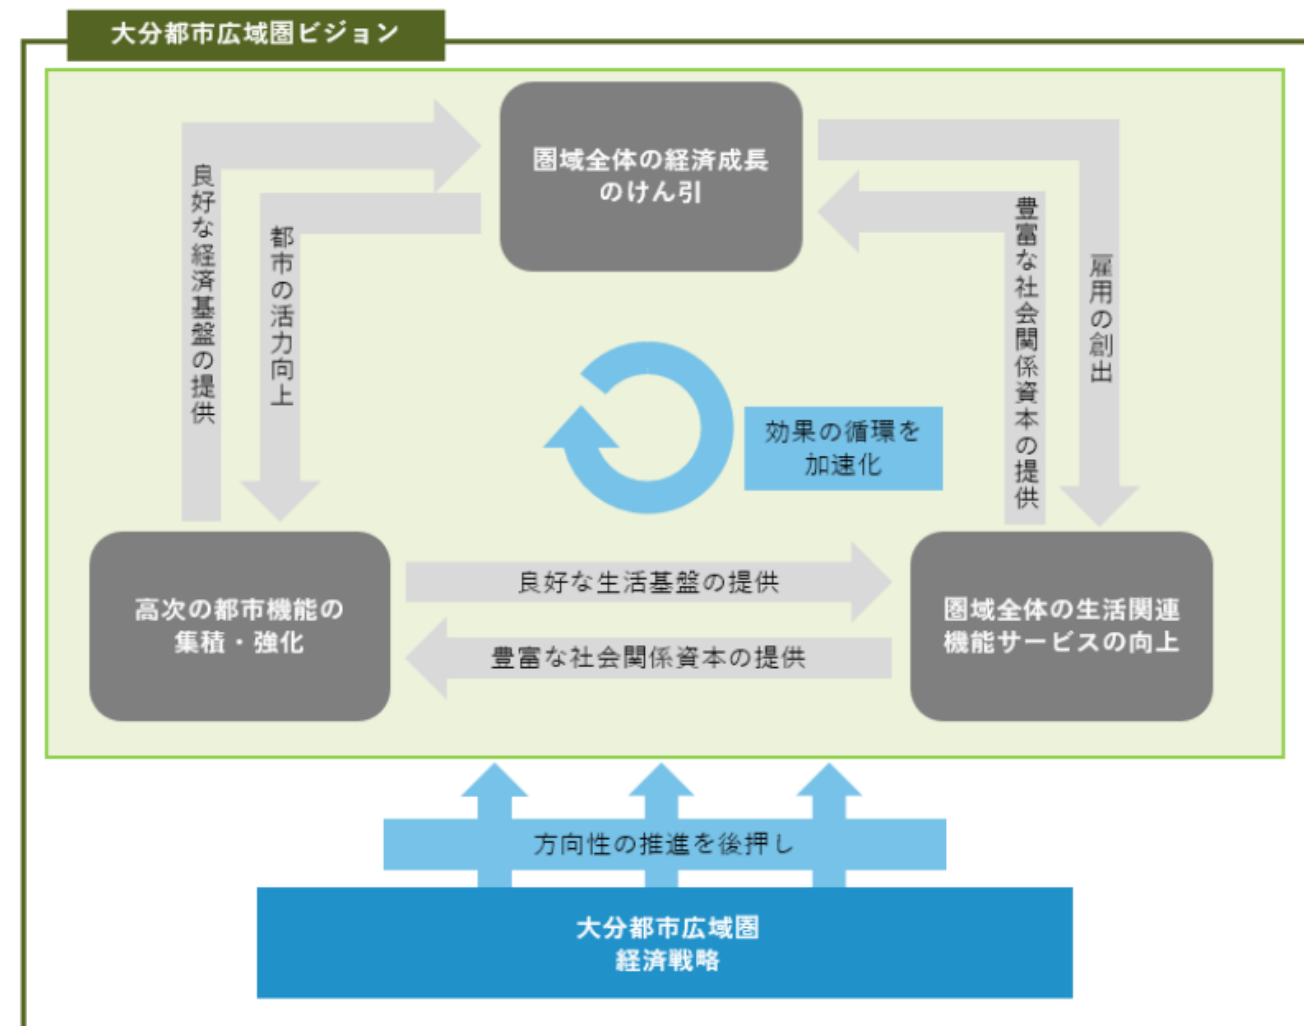 大分都市広域圏ビジョン
圏域全体の経済成長
のけん引
良好な経済基盤の提供
都市の活力向上
豊富な社会関係資本の提供
雇用の創出
効果の循環を
加速化
高次の都市機能の
集積・強化
良好な生活基盤の提供
豊富な社会関係資本の提供
圏域全体の生活関連
機能サービスの向上
方向性の推進を後押し
大分都市広域圏
経済戦略